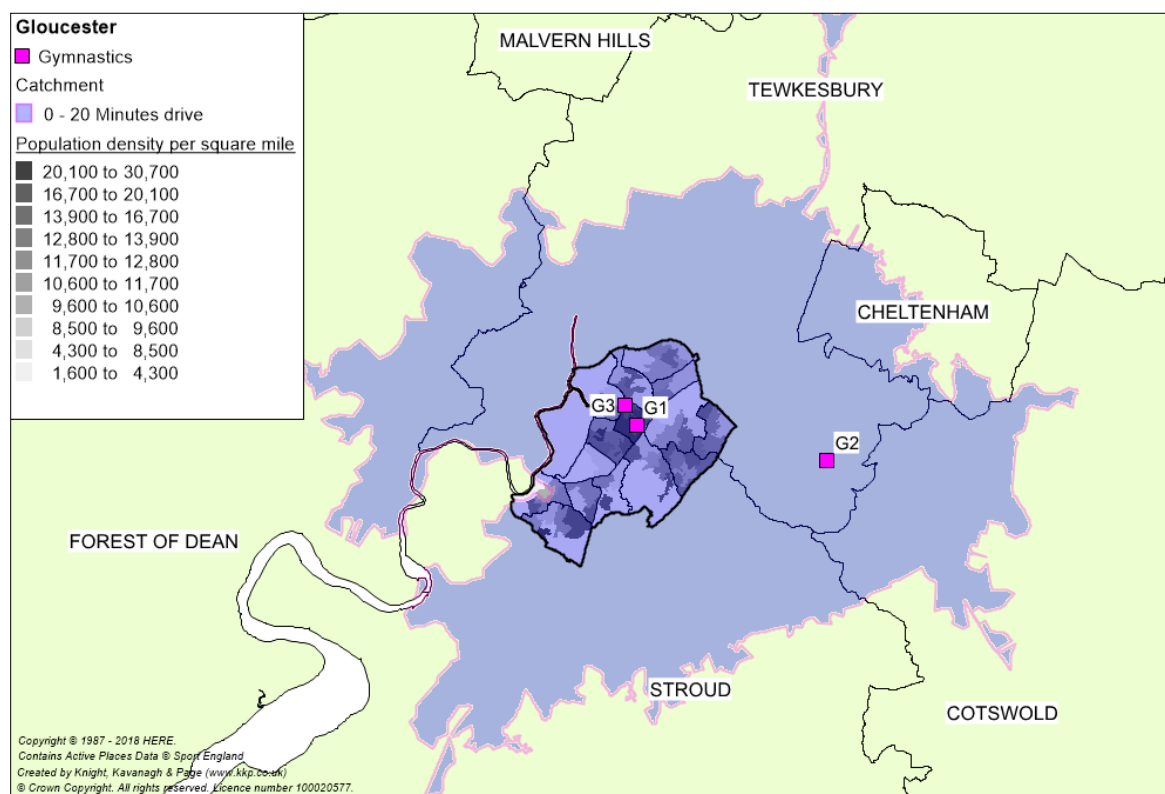 Gloucester
Gymnastics
Catchment
0 - 20 Minutes drive
Population density per square mile
20,100 to 30,700
16,700 to 20,100
13,900 to 16,700
12,800 to 13,900
11,700 to 12,800
10,600 to 11,700
9,600 to 10,600
8,500 to 9,600
4,300 to 8,500
1,600 to 4,300
MALVERN HILLS
TEWKESBURY
CHELTENHAM
G3
G1
G2
FOREST OF DEAN
STROUD
COTSWOLD
Copyright © 1987 - 2018 HERE.
Contains Active Places Data © Sport England
Created by Knight, Kavanagh & Page (www.kkp.co.uk)
© Crown Copyright. All rights reserved. Licence number 100020577.